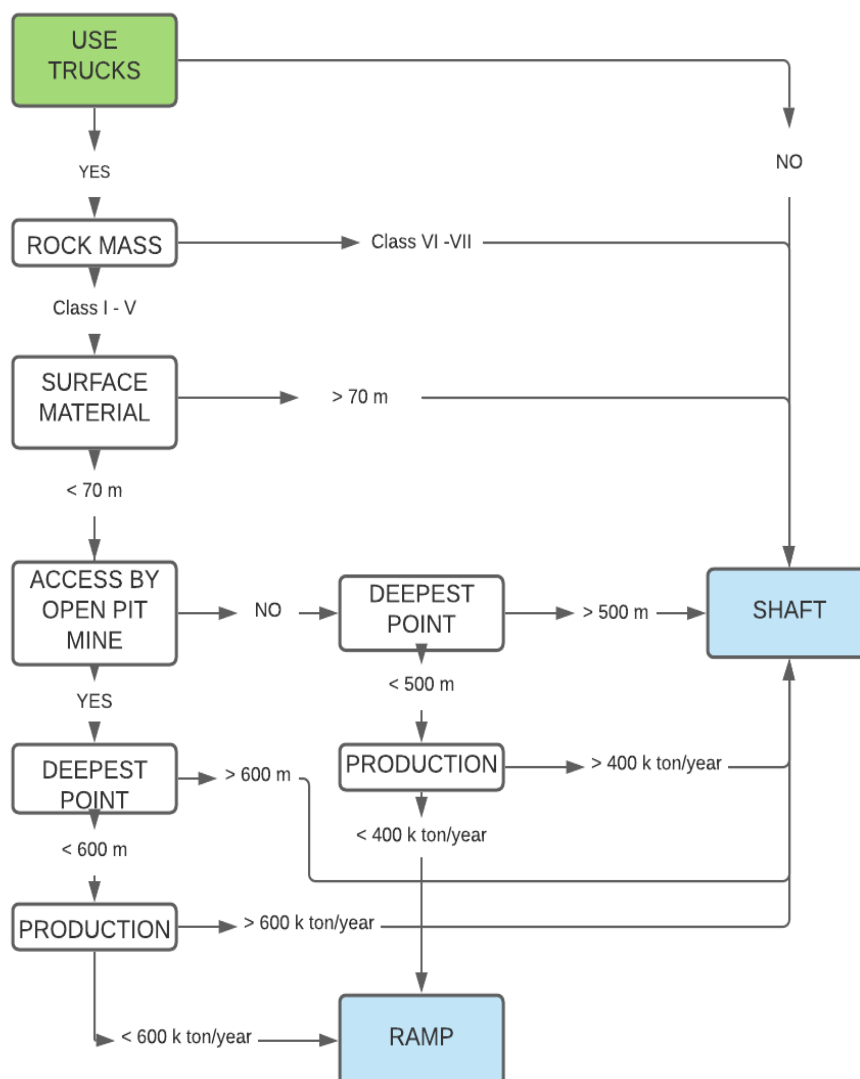 USE
TRUCKS
YES
NO
ROCK MASS
Class VI -VII
Class I - V
SURFACE
MATERIAL
> 70 m
< 70 m
ACCESS BY
OPEN PIT
MINE
NO
DEEPEST
POINT
> 500 m
SHAFT
YES
< 500 m
DEEPEST
POINT
> 600 m
PRODUCTION
> 400 k ton/year
< 600 m
< 400 k ton/year
PRODUCTION
> 600 k ton/year
< 600 k ton/year
RAMP